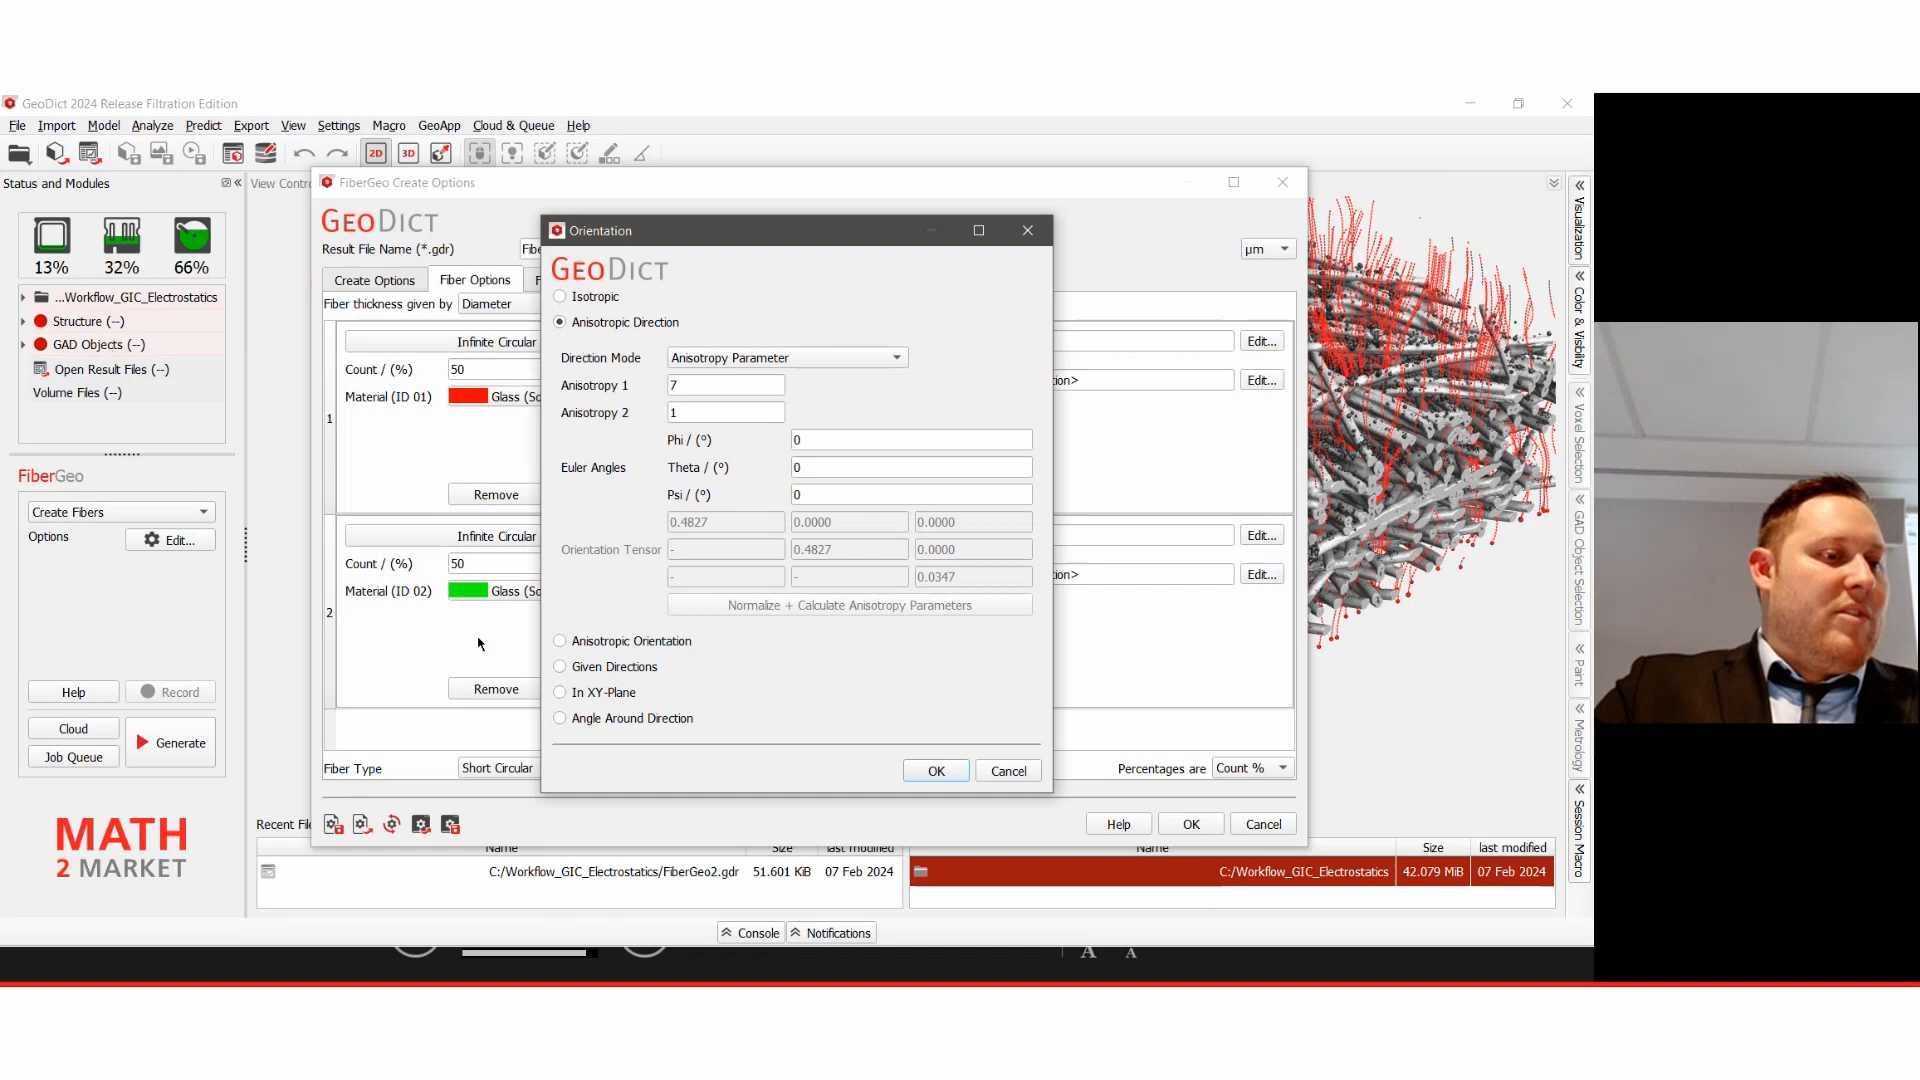 GeoDict 2024 Release Filtration Edition
File Import Model Analyze Predict Export View Settings Macro GeoApp Cloud & Queue Help
2D 3D
Status and Modules
View Contr
13% 32% 66%
...Workflow_GIC_Electrostatics
Structure (--)
GAD Objects (--)
Open Result Files (--)
Volume Files (--)
FiberGeo
Create Fibers
Options
Edit...
Help
Record
Cloud
Generate
Job Queue
MATH
2 MARKET
FiberGeo Create Options
GEODICT
Result File Name (*.gdr)
Fibe
µm
Create Options
Fiber Options
Fiber thickness given by
Diameter
1
Infinite Circular
Edit...
Count / (%)
50
ion>
Edit...
Material (ID 01)
Glass (So
Remove
2
Infinite Circular
Edit...
Count / (%)
50
ion>
Edit...
Material (ID 02)
Glass (So
Remove
Fiber Type
Short Circular
Percentages are
Count %
Help
OK
Cancel
Orientation
GEODICT
Isotropic
Anisotropic Direction
Direction Mode
Anisotropy Parameter
Anisotropy 1
7
Anisotropy 2
1
Phi / (º)
0
Euler Angles
Theta / (º)
0
Psi / (º)
0
0.4827 0.0000 0.0000
Orientation Tensor
- 0.4827 0.0000
- - 0.0347
Normalize + Calculate Anisotropy Parameters
Anisotropic Orientation
Given Directions
In XY-Plane
Angle Around Direction
OK
Cancel
Visualization
Color & Visibility
Voxel Selection
GAD Object Selection
Paint
Metrology
Session Macro
Recent Fil
Name Size last modified
C:/Workflow_GIC_Electrostatics/FiberGeo2.gdr 51.601 KiB 07 Feb 2024
Name Size last modified
C:/Workflow_GIC_Electrostatics 42.079 MiB 07 Feb 2024
Console
Notifications
A A